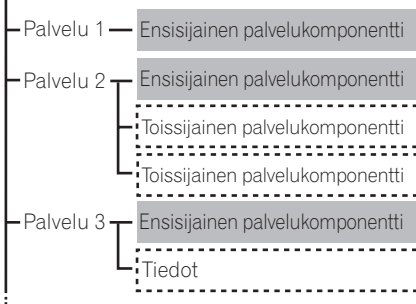 Palvelu 1 Ensisijainen palvelukomponentti
Palvelu 2 Ensisijainen palvelukomponentti
Toissijainen palvelukomponentti
Toissijainen palvelukomponentti
Palvelu 3 Ensisijainen palvelukomponentti
Tiedot